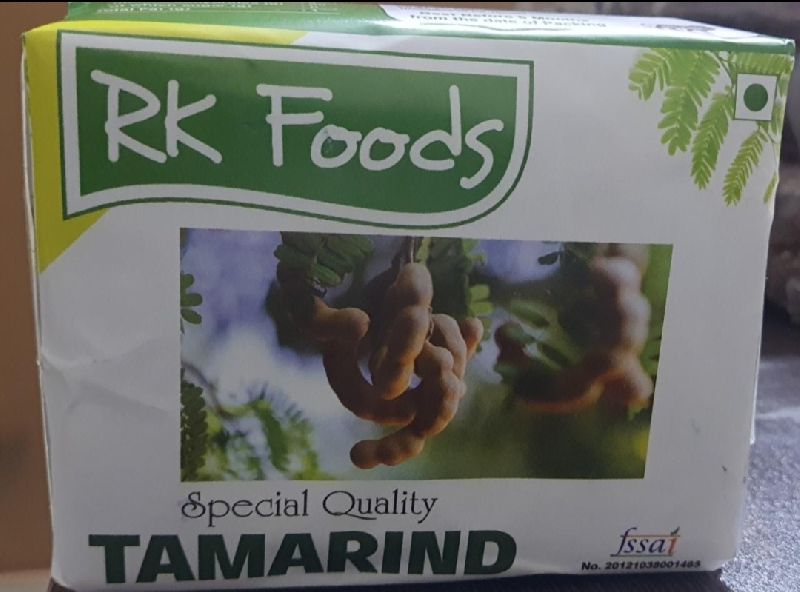 Best Before 6 Months
from the date of packing
RK Foods
Special Quality
TAMARIND
fssai
No. 20121038001465